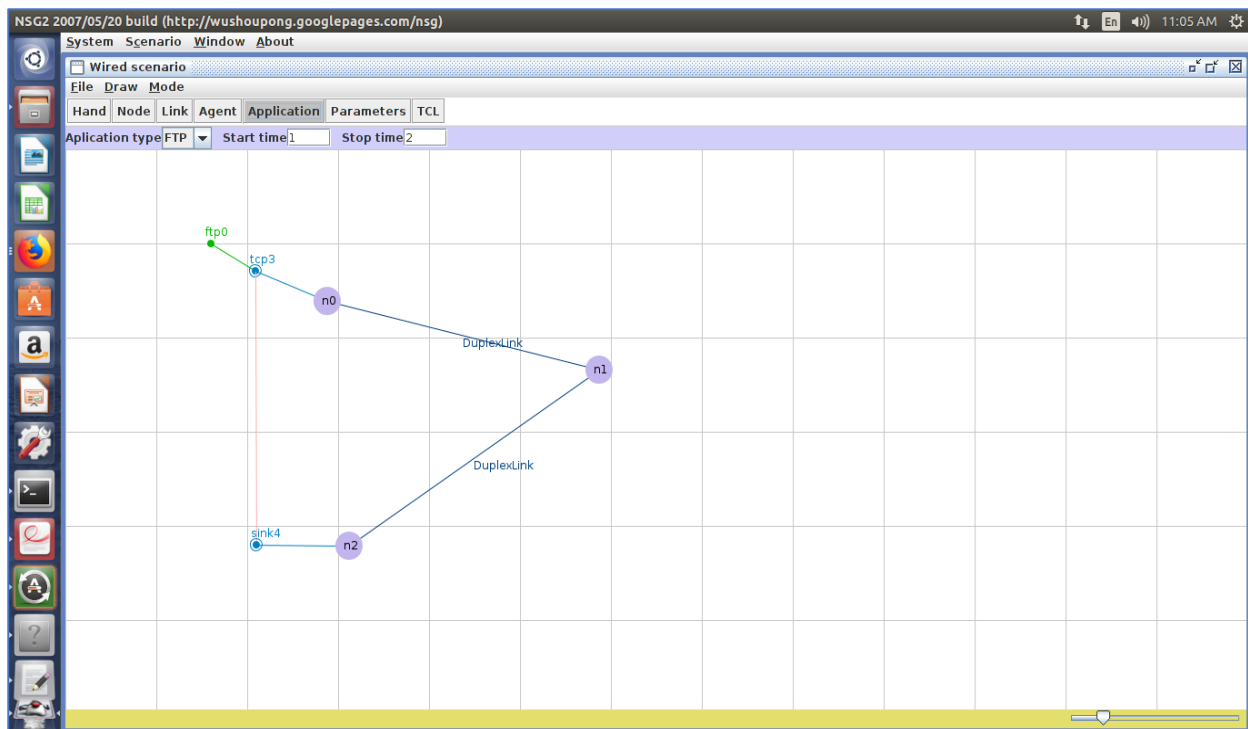 NSG2 2007/05/20 build (http://wushoupong.googlepages.com/nsg) En 11:05 AM
System Scenario Window About
Wired scenario
File Draw Mode
Hand Node Link Agent Application Parameters TCL
Aplication type FTP Start time 1 Stop time 2
ftp0
tcp3
n0
DuplexLink
n1
DuplexLink
sink4
n2